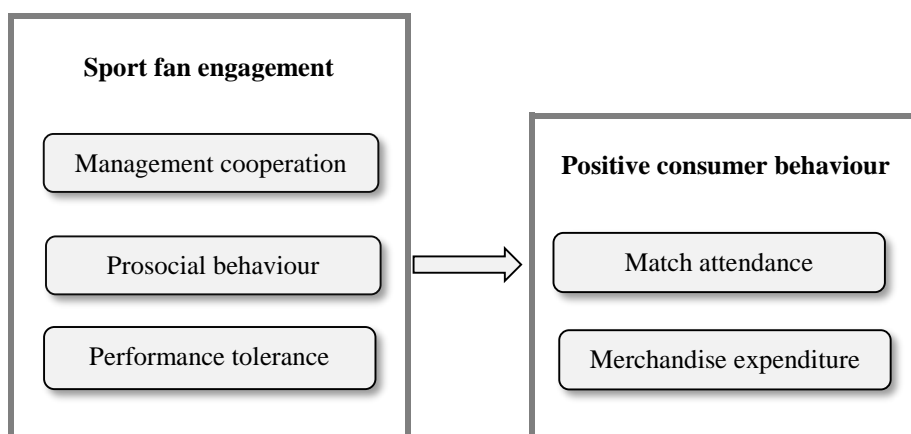 Sport fan engagement
Management cooperation
Prosocial behaviour
Performance tolerance
Positive consumer behaviour
Match attendance
Merchandise expenditure